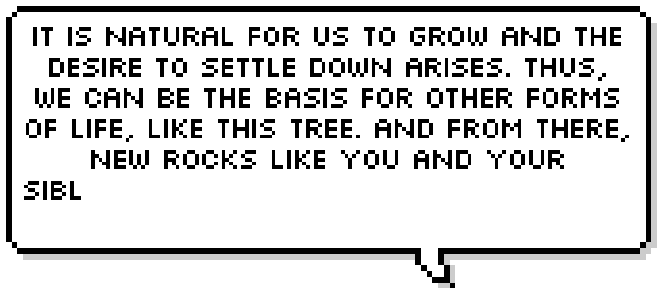 IT IS NATURAL FOR US TO GROW AND THE
DESIRE TO SETTLE DOWN ARISES. THUS,
WE CAN BE THE BASIS FOR OTHER FORMS
OF LIFE, LIKE THIS TREE. AND FROM THERE,
NEW ROCKS LIKE YOU AND YOUR
SIBL